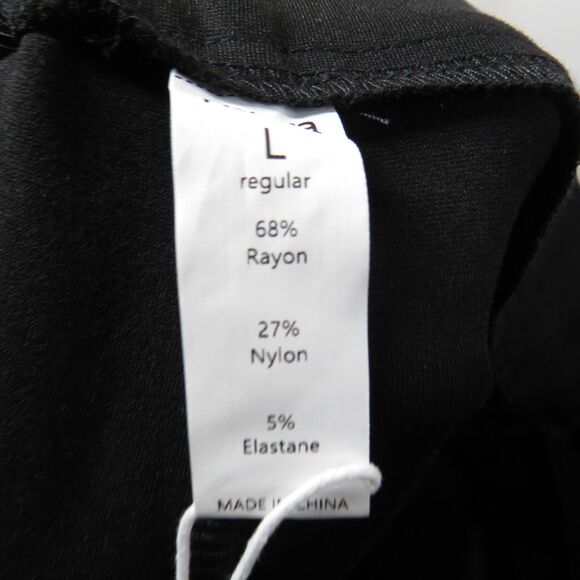 L
regular
68%
Rayon
27%
Nylon
5%
Elastane
MADE IN CHINA